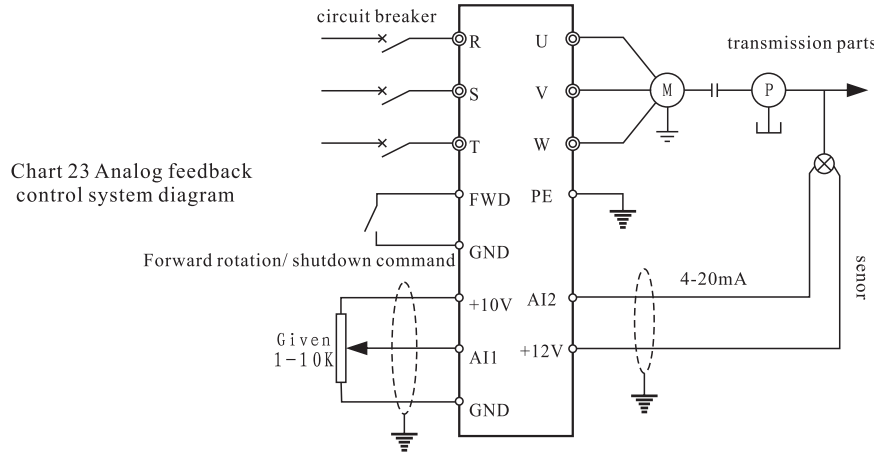 circuit breaker
transmission parts
R
U
M
P
S
V
T
W
Chart 23 Analog feedback
control system diagram
FWD
PE
GND
Forward rotation/ shutdown command
4-20mA
senor
+10V
AI2
Given
1-10K
AI1
+12V
GND